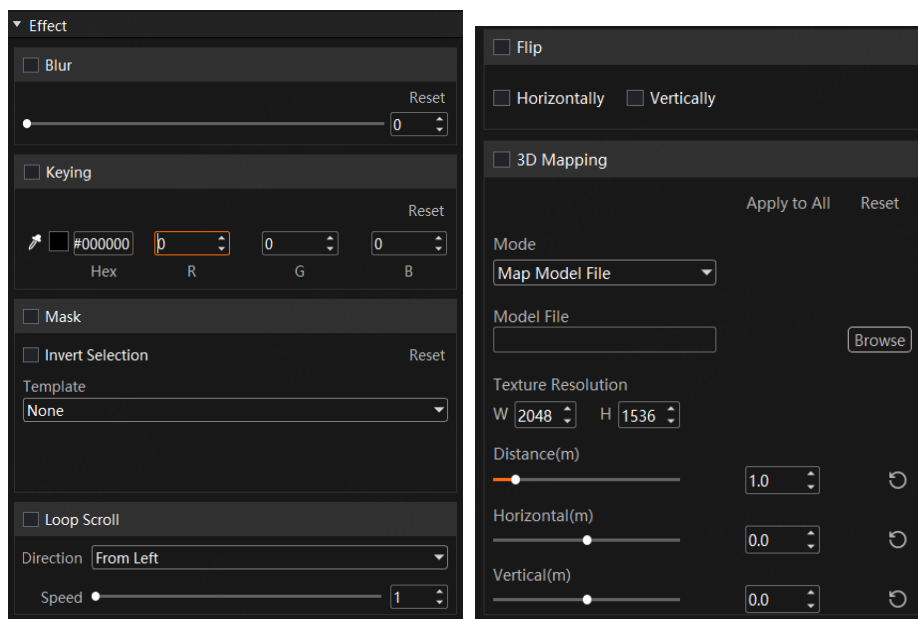 Effect
Blur
Reset
0
Keying
Reset
#000000 0 0 0
Hex R G B
Mask
Invert Selection Reset
Template
None
Loop Scroll
Direction From Left
Speed 1
Flip
Horizontally Vertically
3D Mapping
Apply to All Reset
Mode
Map Model File
Model File
Browse
Texture Resolution
W 2048 H 1536
Distance(m)
1.0
Horizontal(m)
0.0
Vertical(m)
0.0